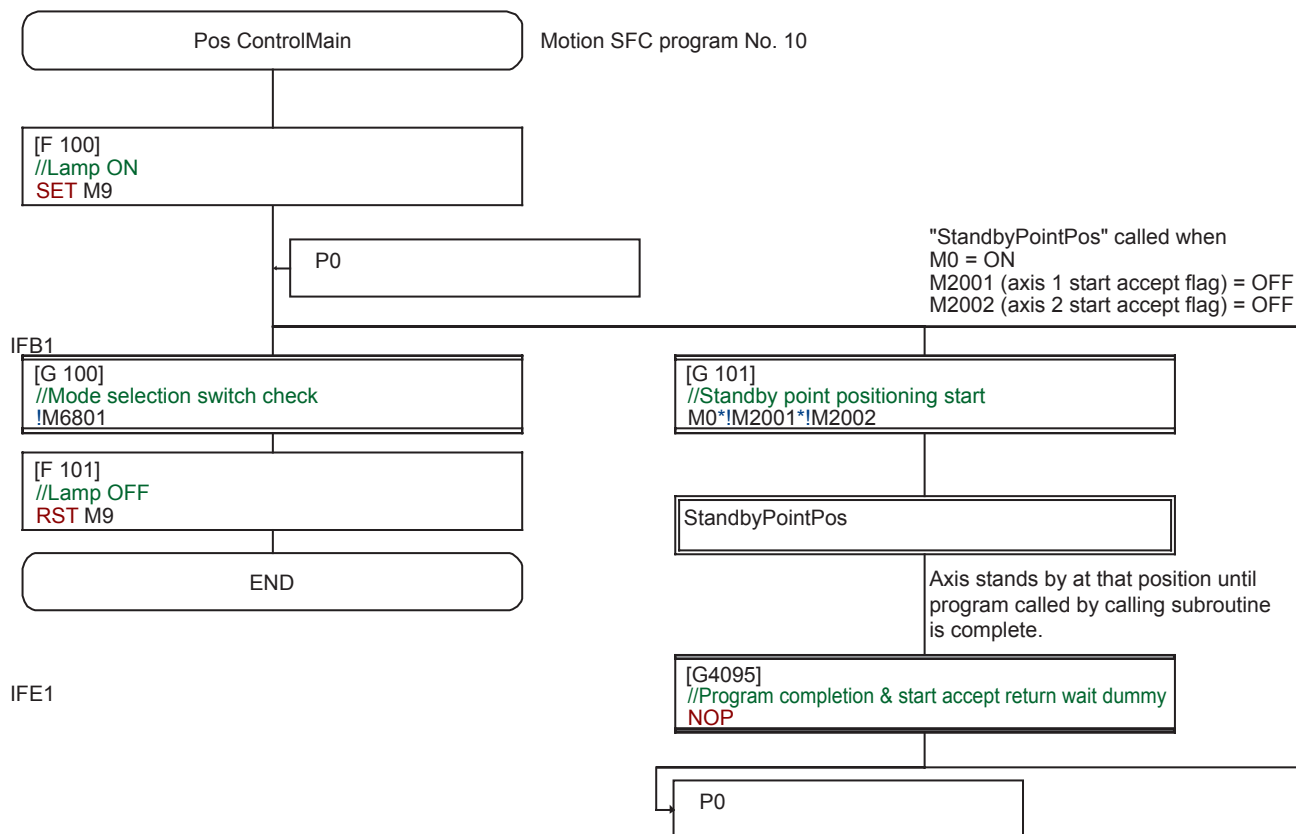 Pos ControlMain
Motion SFC program No. 10
[F 100]
//Lamp ON
SET M9
P0
"StandbyPointPos" called when
M0 = ON
M2001 (axis 1 start accept flag) = OFF
M2002 (axis 2 start accept flag) = OFF
IFB1
[G 100]
//Mode selection switch check
!M6801
[G 101]
//Standby point positioning start
M0*!M2001*!M2002
[F 101]
//Lamp OFF
RST M9
StandbyPointPos
END
Axis stands by at that position until
program called by calling subroutine
is complete.
IFE1
[G4095]
//Program completion & start accept return wait dummy
NOP
P0